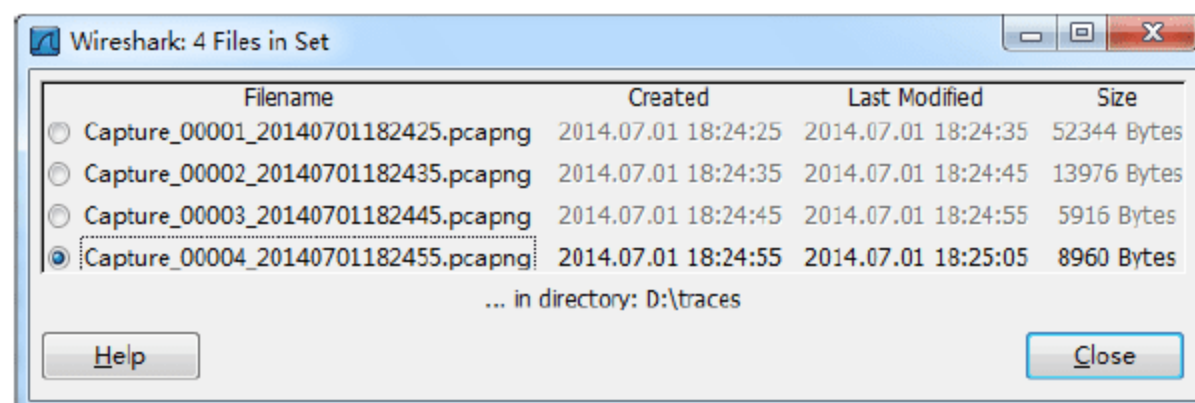 Wireshark: 4 Files in Set
Filename Created Last Modified Size
Capture_00001_20140701182425.pcapng 2014.07.01 18:24:25 2014.07.01 18:24:35 52344 Bytes
Capture_00002_20140701182435.pcapng 2014.07.01 18:24:35 2014.07.01 18:24:45 13976 Bytes
Capture_00003_20140701182445.pcapng 2014.07.01 18:24:45 2014.07.01 18:24:55 5916 Bytes
Capture_00004_20140701182455.pcapng 2014.07.01 18:24:55 2014.07.01 18:25:05 8960 Bytes
... in directory: D:\traces
Help Close